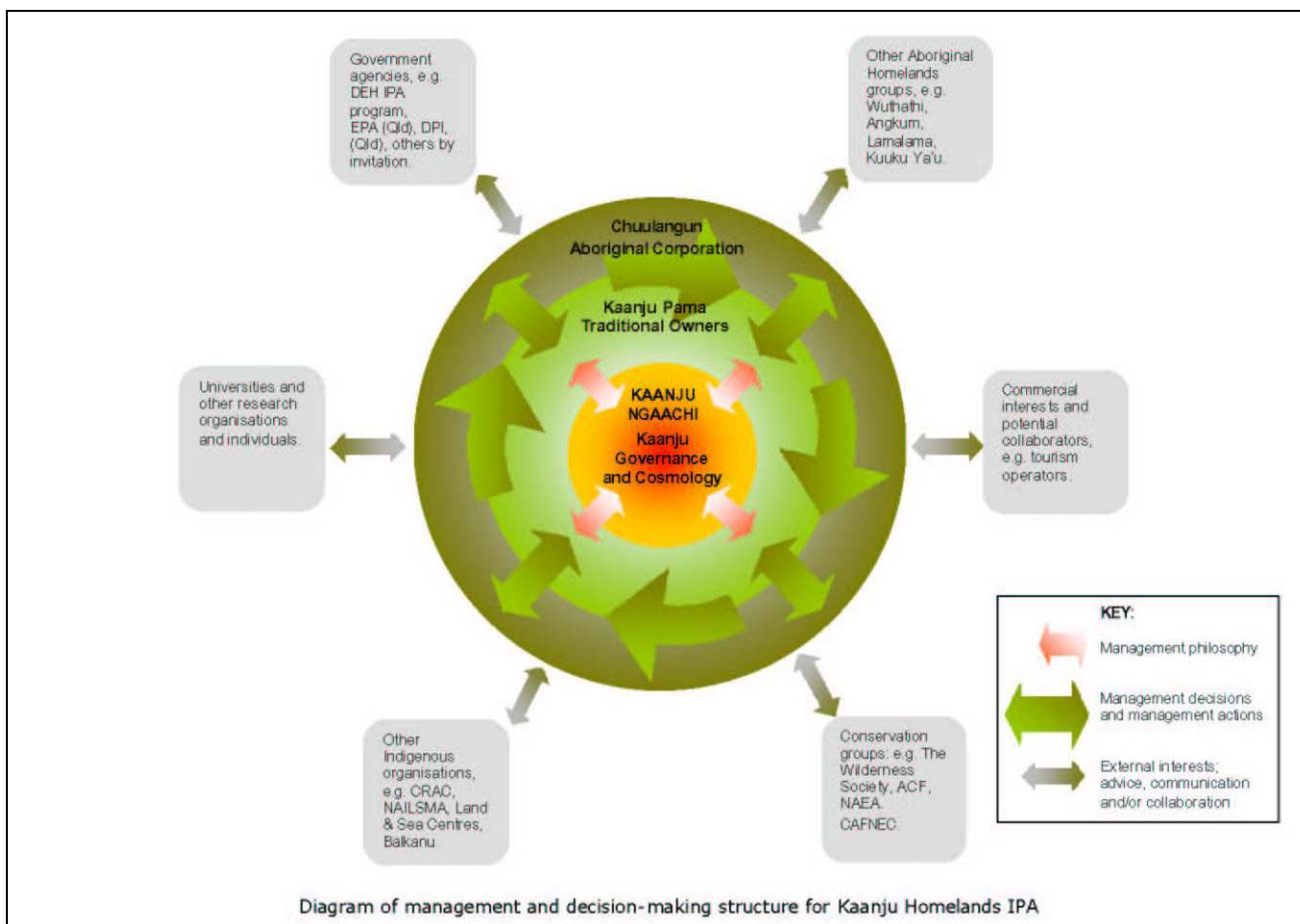 Government
agencies, e.g.
DEH IPA
program,
EPA (Qld), DPI,
(Qld), others by
invitation.
Other Aboriginal
Homelands
groups, e.g.
Wuthathi,
Angkum,
Lamalama,
Kuuku Ya'u.
Chuulangun
Aboriginal Corporation
Kaanju Pama
Traditional Owners
KAANJU
NGAACHI
Kaanju
Governance
and Cosmology
Universities and
other research
organisations
and individuals.
Commercial
interests and
potential
collaborators,
e.g. tourism
operators.
Other
Indigenous
organisations,
e.g. CRAC,
NAILSMA, Land
& Sea Centres,
Balkanu
Conservation
groups: e.g. The
Wilderness
Society, ACF,
NAEA.
CAFNEC.
KEY:
Management philosophy
Management decisions
and management actions
External interests;
advice, communication
and/or collaboration
Diagram of management and decision-making structure for Kaanju Homelands IPA